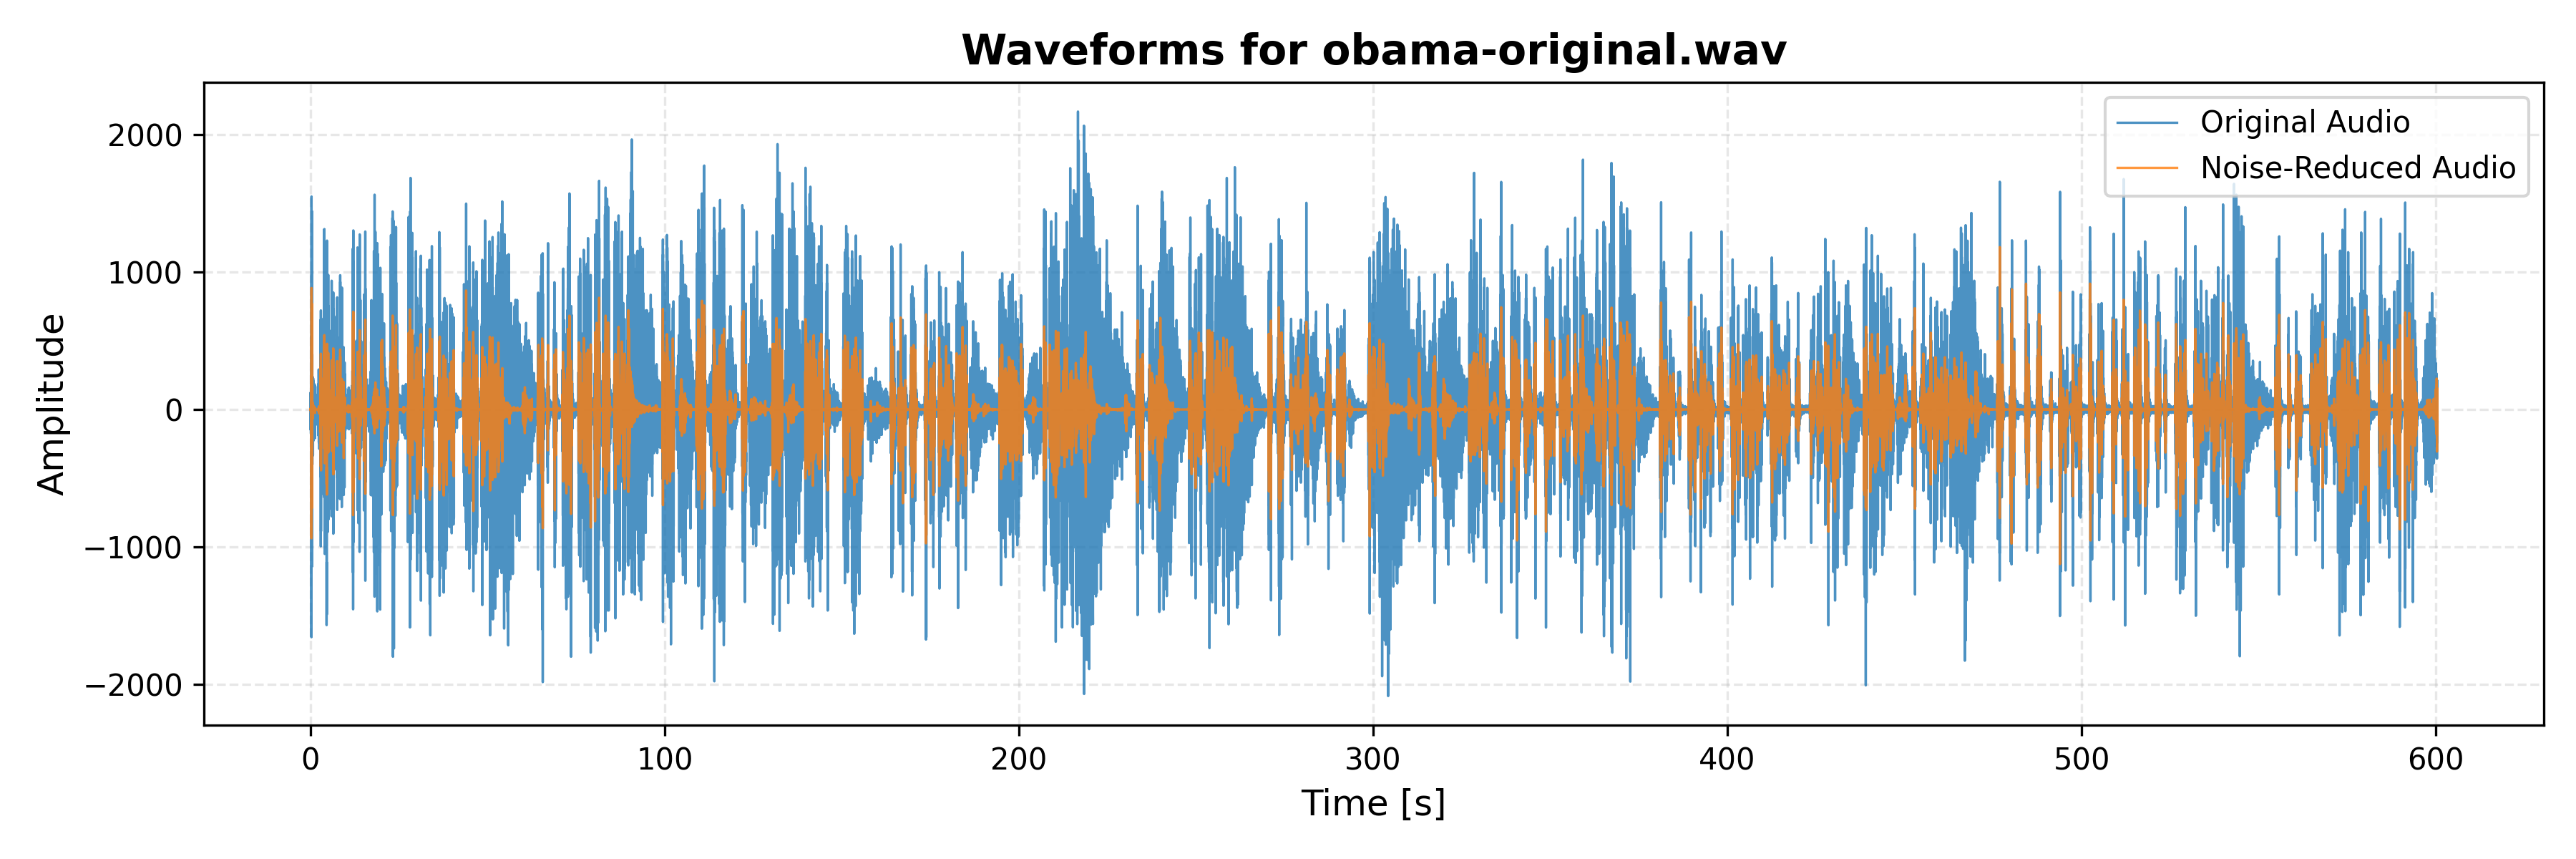 Waveforms for obama-original.wav
Original Audio
Noise-Reduced Audio
Amplitude
2000
1000
0
−1000
−2000
0 100 200 300 400 500 600
Time [s]